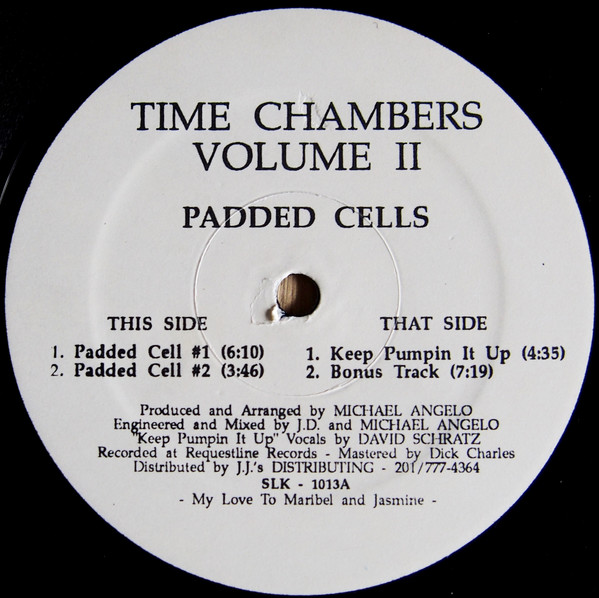 TIME CHAMBERS
VOLUME II
PADDED CELLS
THIS SIDE
1. Padded Cell #1 (6:10)
2. Padded Cell #2 (3:46)
THAT SIDE
1. Keep Pumpin It Up (4:35)
2. Bonus Track (7:19)
Produced and Arranged by MICHAEL ANGELO
Engineered and Mixed by J.D. and MICHAEL ANGELO
"Keep Pumpin It Up" Vocals by DAVID SCHRATZ
Recorded at Requestline Records - Mastered by Dick Charles
Distributed by J.J.'s DISTRIBUTING - 201/777-4364
SLK - 1013A
- My Love To Maribel and Jasmine -